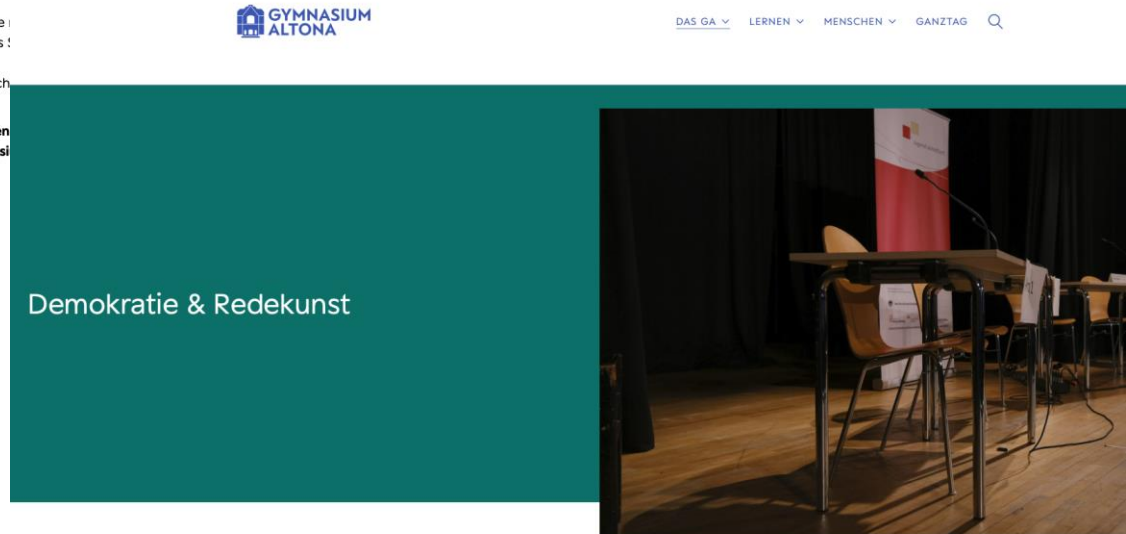 GYMNASIUM
ALTONA
DAS GA
LERNEN
MENSCHEN
GANZTAG
Demokratie & Redekunst